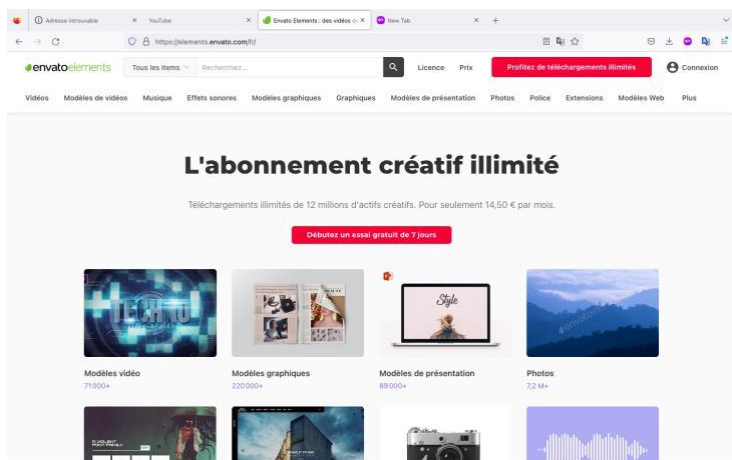 Adresse introuvable
YouTube
Envato Elements : des vidéos
New Tab
https://elements.envato.com/fr/
envatoelements
Tous les items
Recherchez...
Licence
Prix
Profitez de téléchargements illimités
Connexion
Vidéos
Modèles de vidéos
Musique
Effets sonores
Modèles graphiques
Graphiques
Modèles de présentation
Photos
Police
Extensions
Modèles Web
Plus
L'abonnement créatif illimité
Téléchargements illimités de 12 millions d'actifs créatifs. Pour seulement 14,50 € par mois.
Débutez un essai gratuit de 7 jours
TECHNO
Style
envato
Modèles vidéo
71 000+
Modèles graphiques
220 000+
Modèles de présentation
89 000+
Photos
7,2 M+